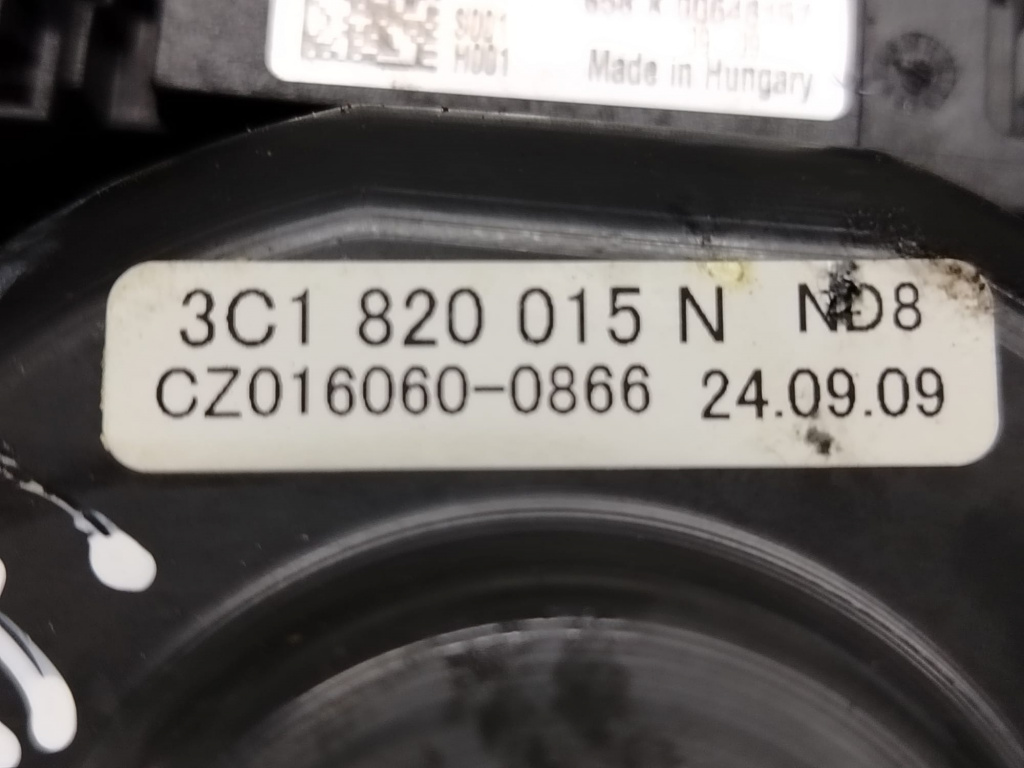 S001
H001
Made in Hungary
3C1 820 015 N ND8
CZ016060-0866 24.09.09